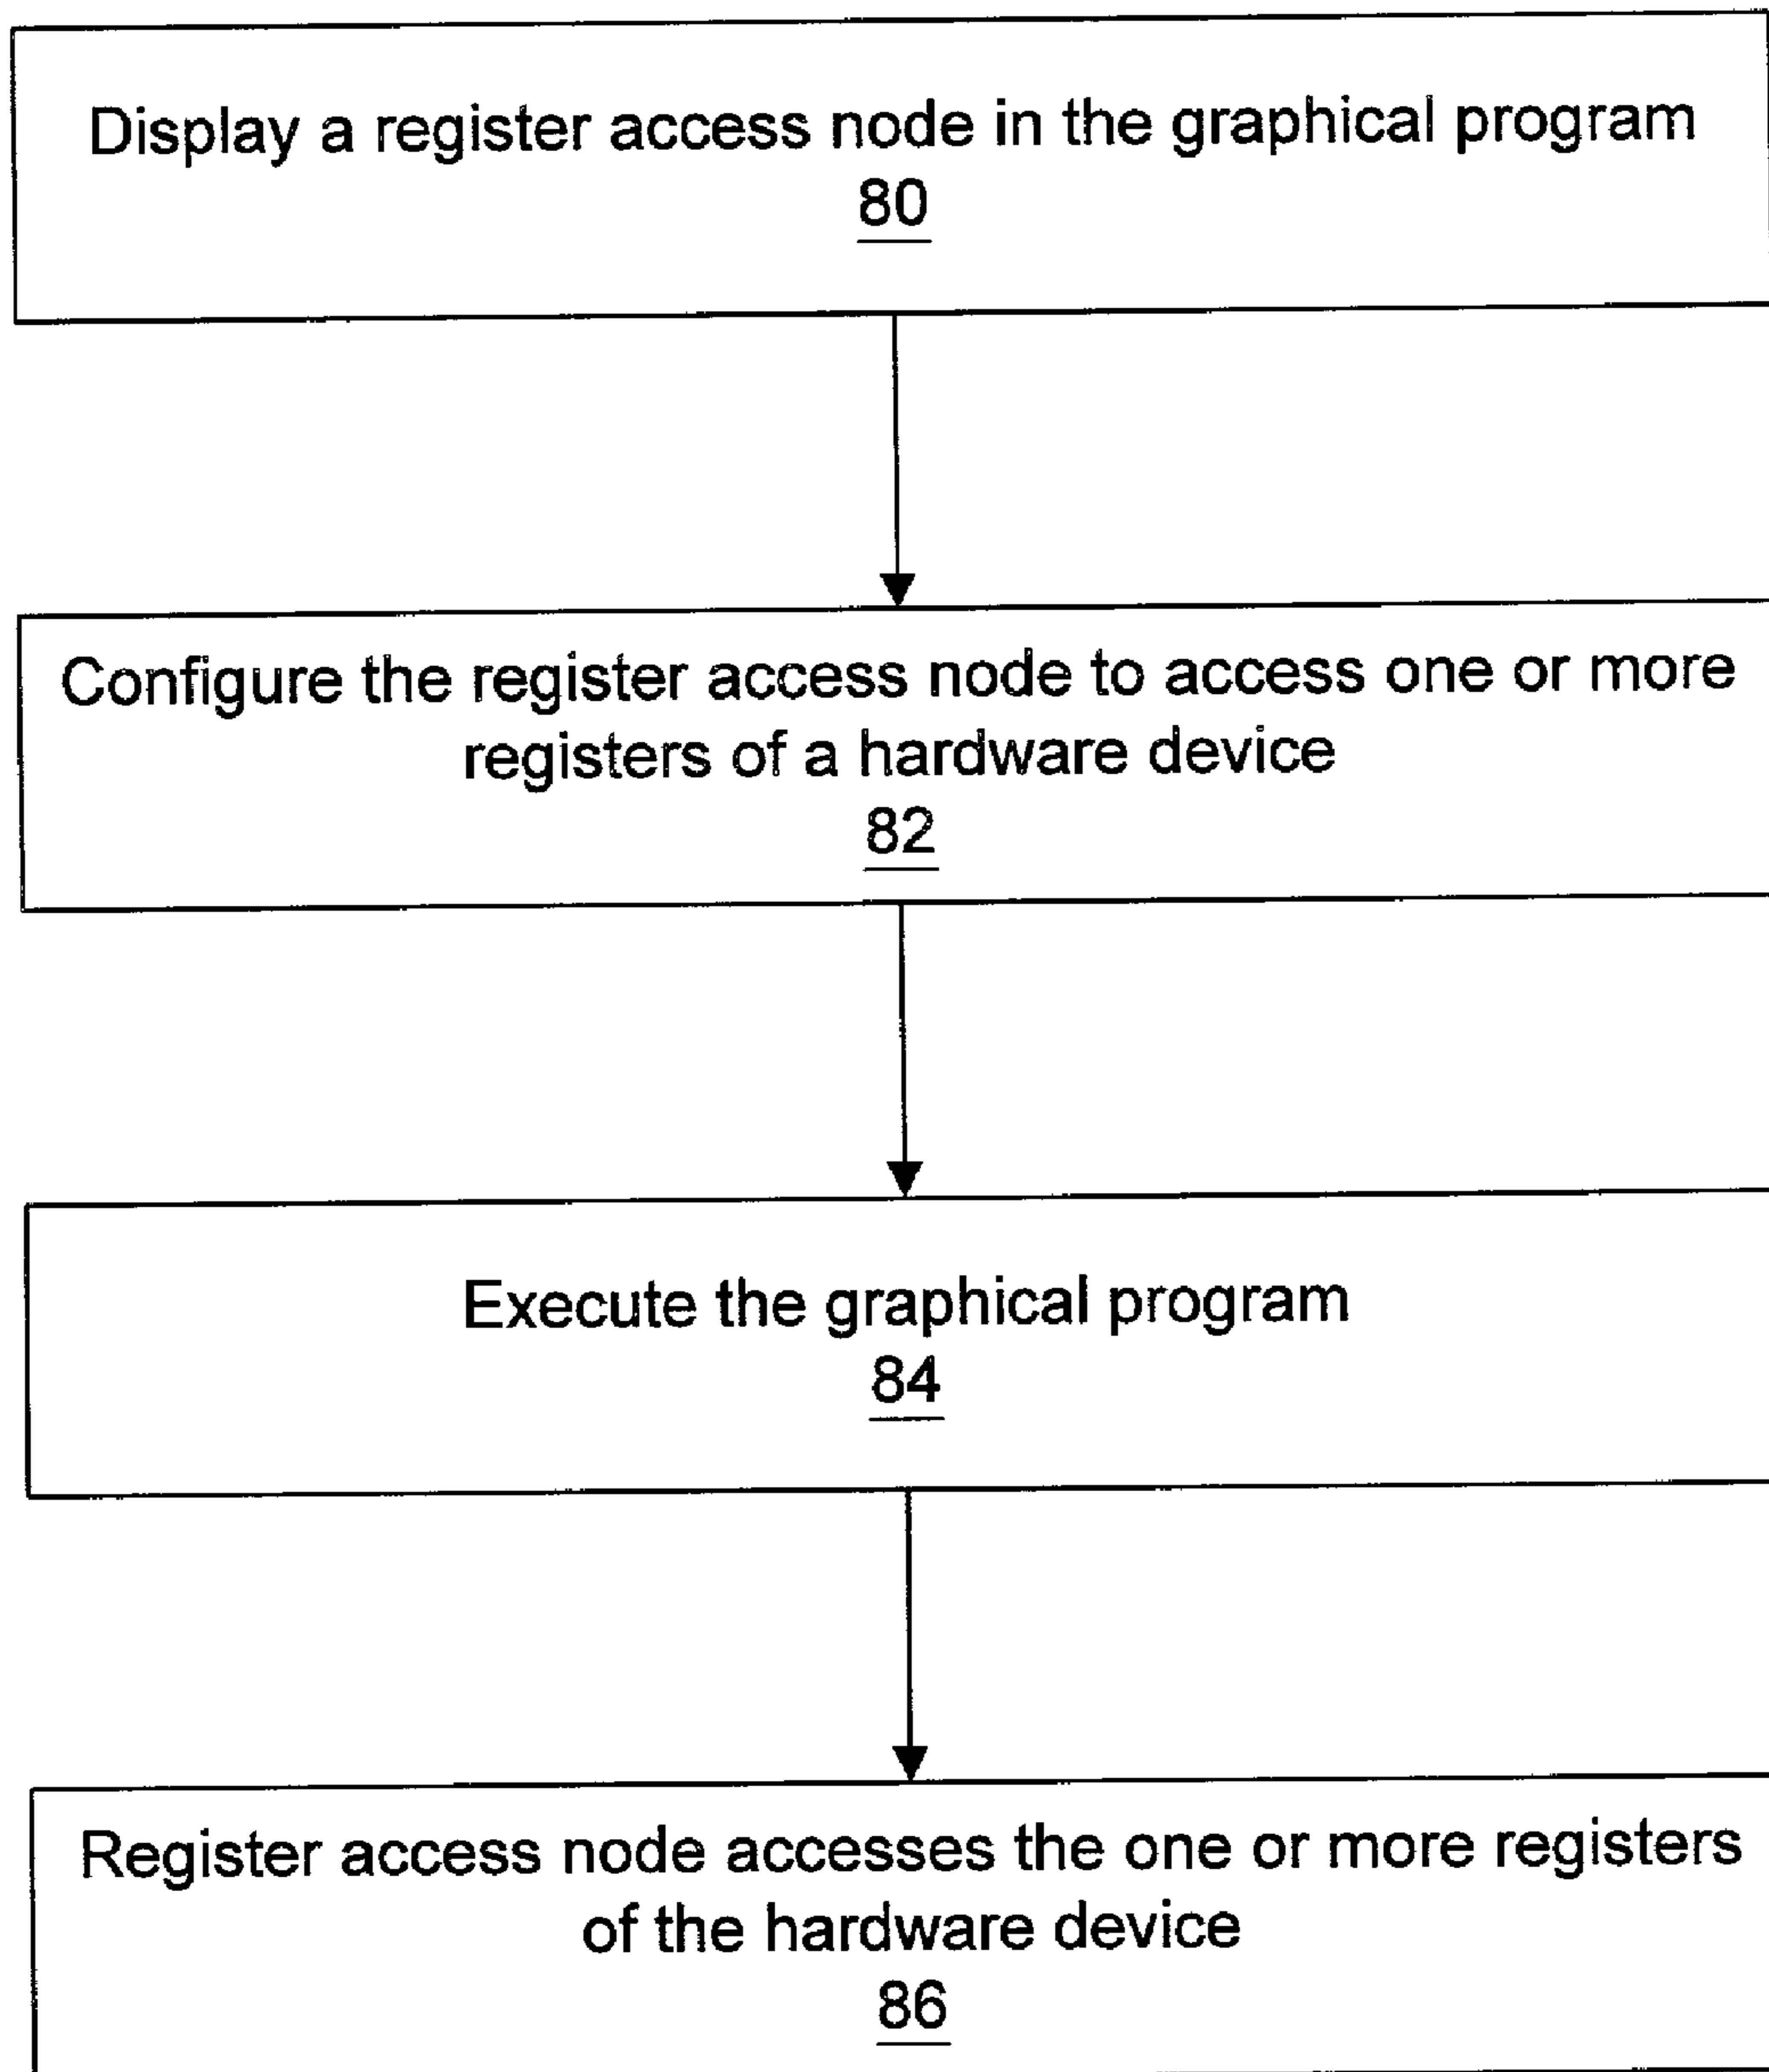 Display a register access node in the graphical program
80
Configure the register access node to access one or more
registers of a hardware device
82
Execute the graphical program
84
Register access node accesses the one or more registers
of the hardware device
86